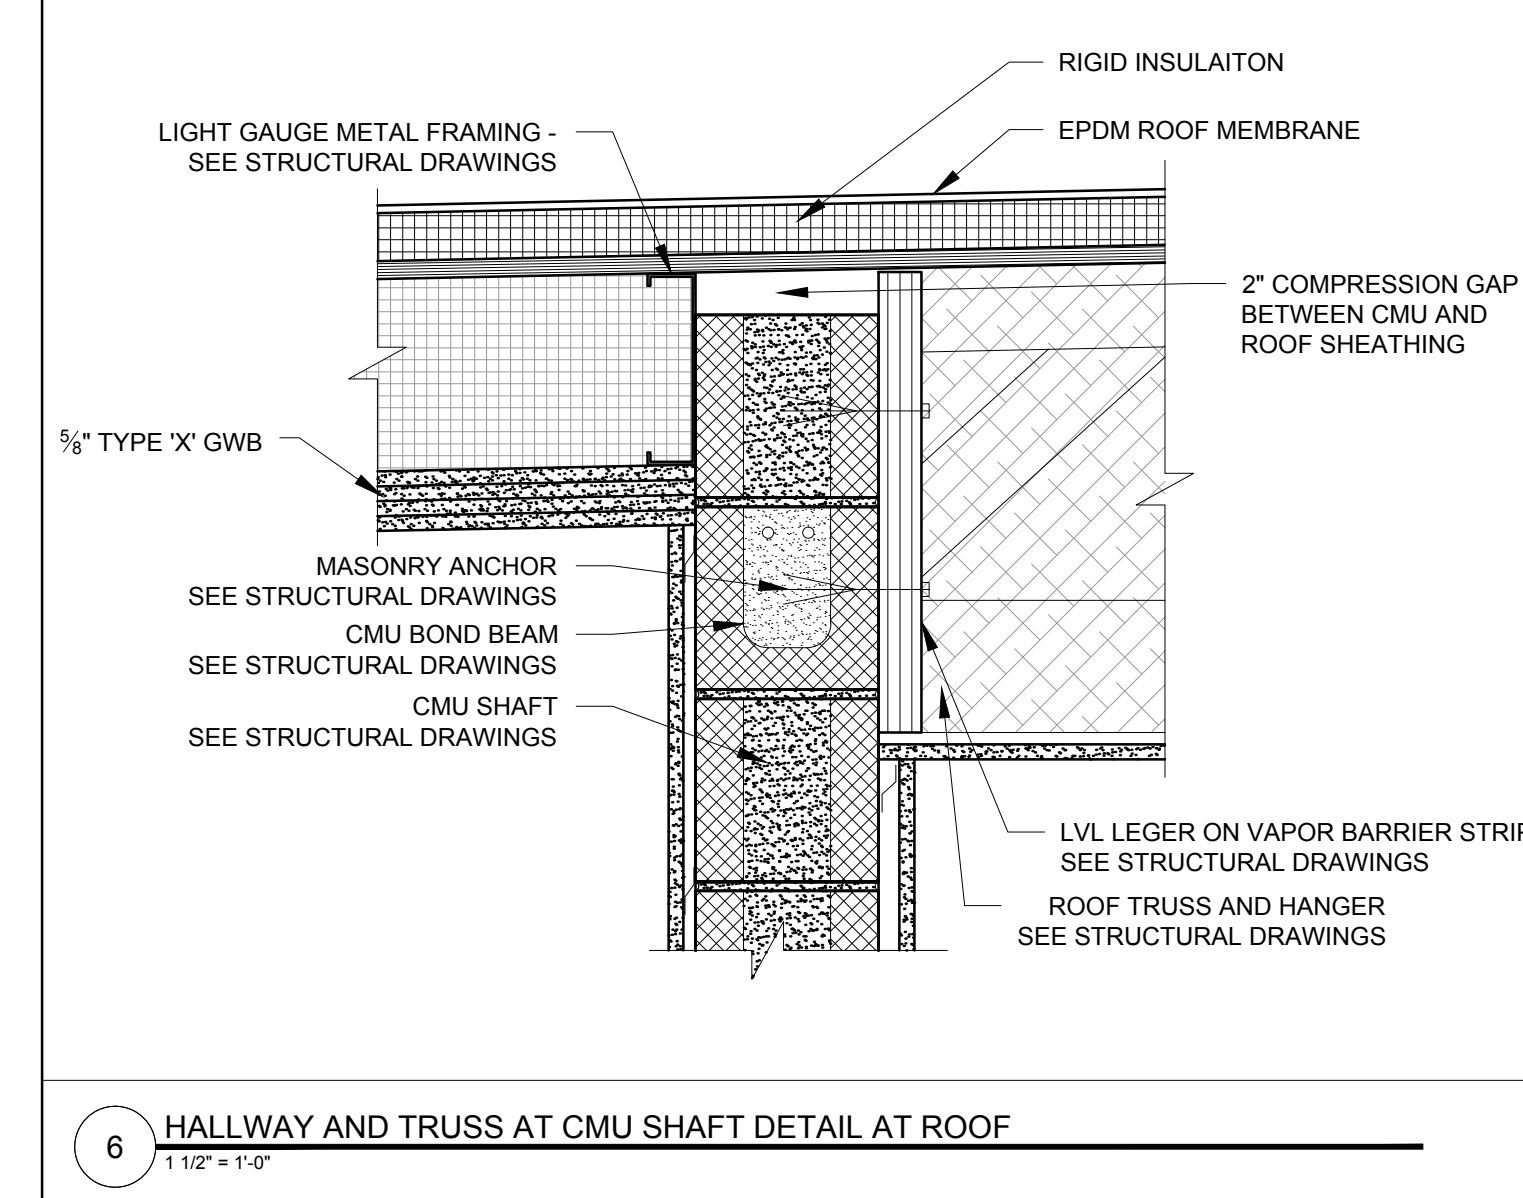 RIGID INSULAITON
EPDM ROOF MEMBRANE
LIGHT GAUGE METAL FRAMING -
SEE STRUCTURAL DRAWINGS
2" COMPRESSION GAP
BETWEEN CMU AND
ROOF SHEATHING
⅝" TYPE 'X' GWB
MASONRY ANCHOR
SEE STRUCTURAL DRAWINGS
CMU BOND BEAM
SEE STRUCTURAL DRAWINGS
CMU SHAFT
SEE STRUCTURAL DRAWINGS
LVL LEGER ON VAPOR BARRIER
SEE STRUCTURAL DRAWINGS
ROOF TRUSS AND HANGER
SEE STRUCTURAL DRAWINGS
6
HALLWAY AND TRUSS AT CMU SHAFT DETAIL AT ROOF
1 1/2" = 1'-0"